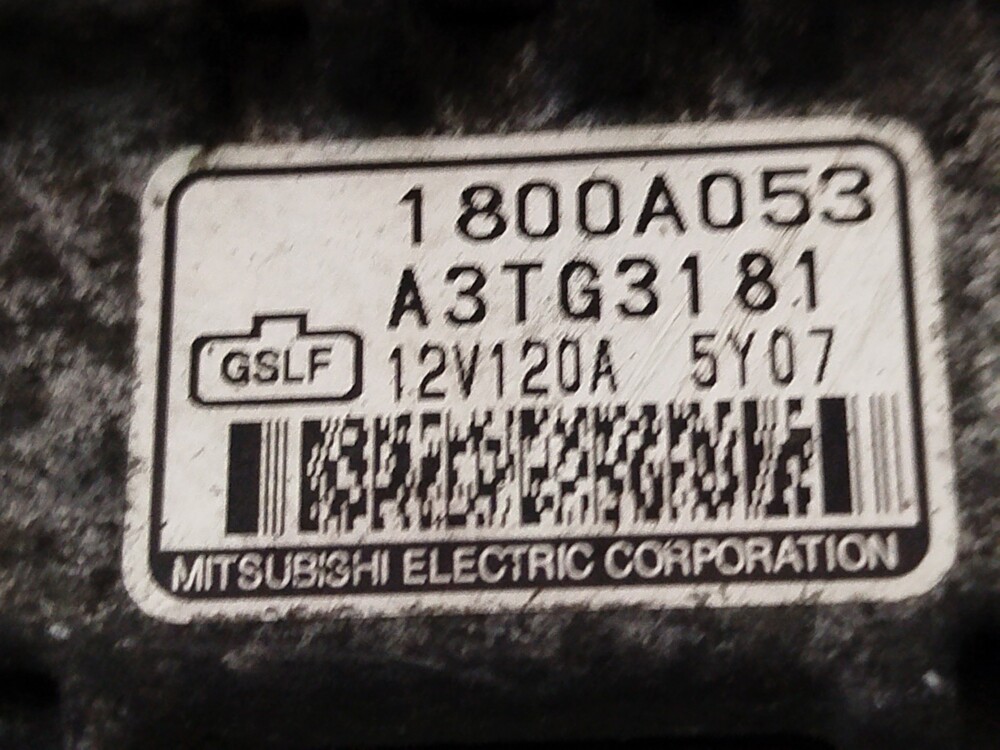 1800A053
A3TG3181
GSLF 12V120A 5Y07
MITSUBISHI ELECTRIC CORPORATION